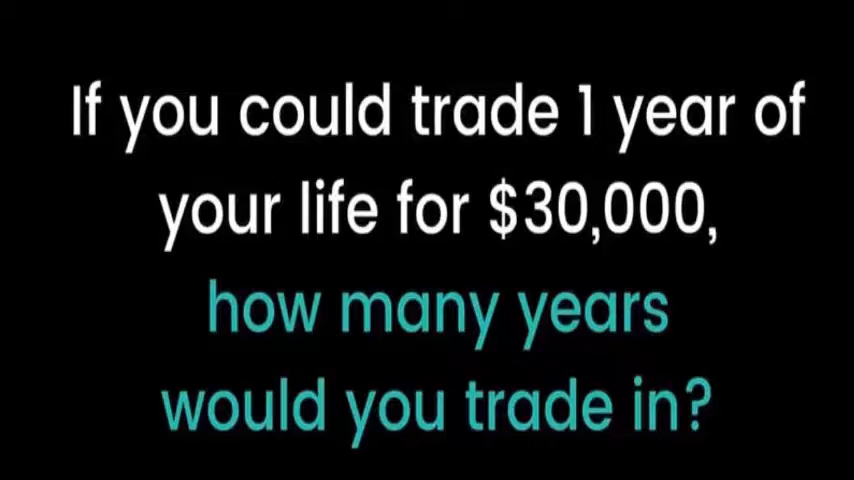 If you could trade 1 year of
your life for $30,000,
how many years
would you trade in?